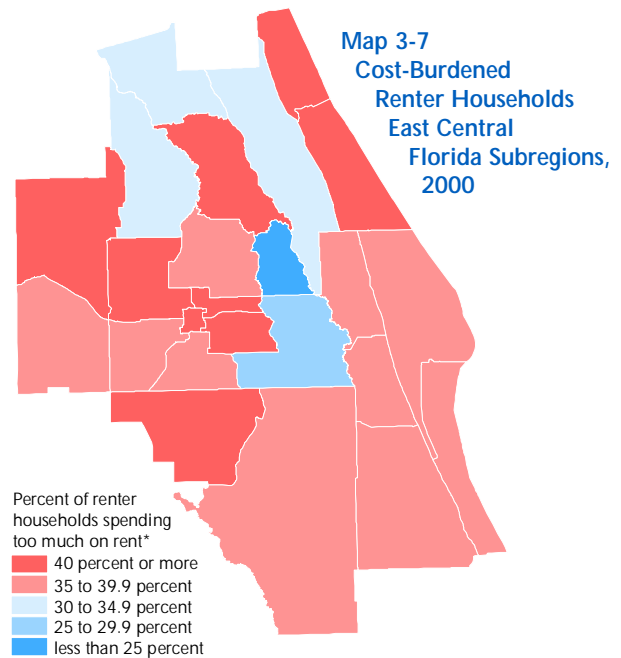 Map 3-7
Cost-Burdened
Renter Households
East Central
Florida Subregions,
2000
Percent of renter
households spending
too much on rent*
40 percent or more
35 to 39.9 percent
30 to 34.9 percent
25 to 29.9 percent
less than 25 percent